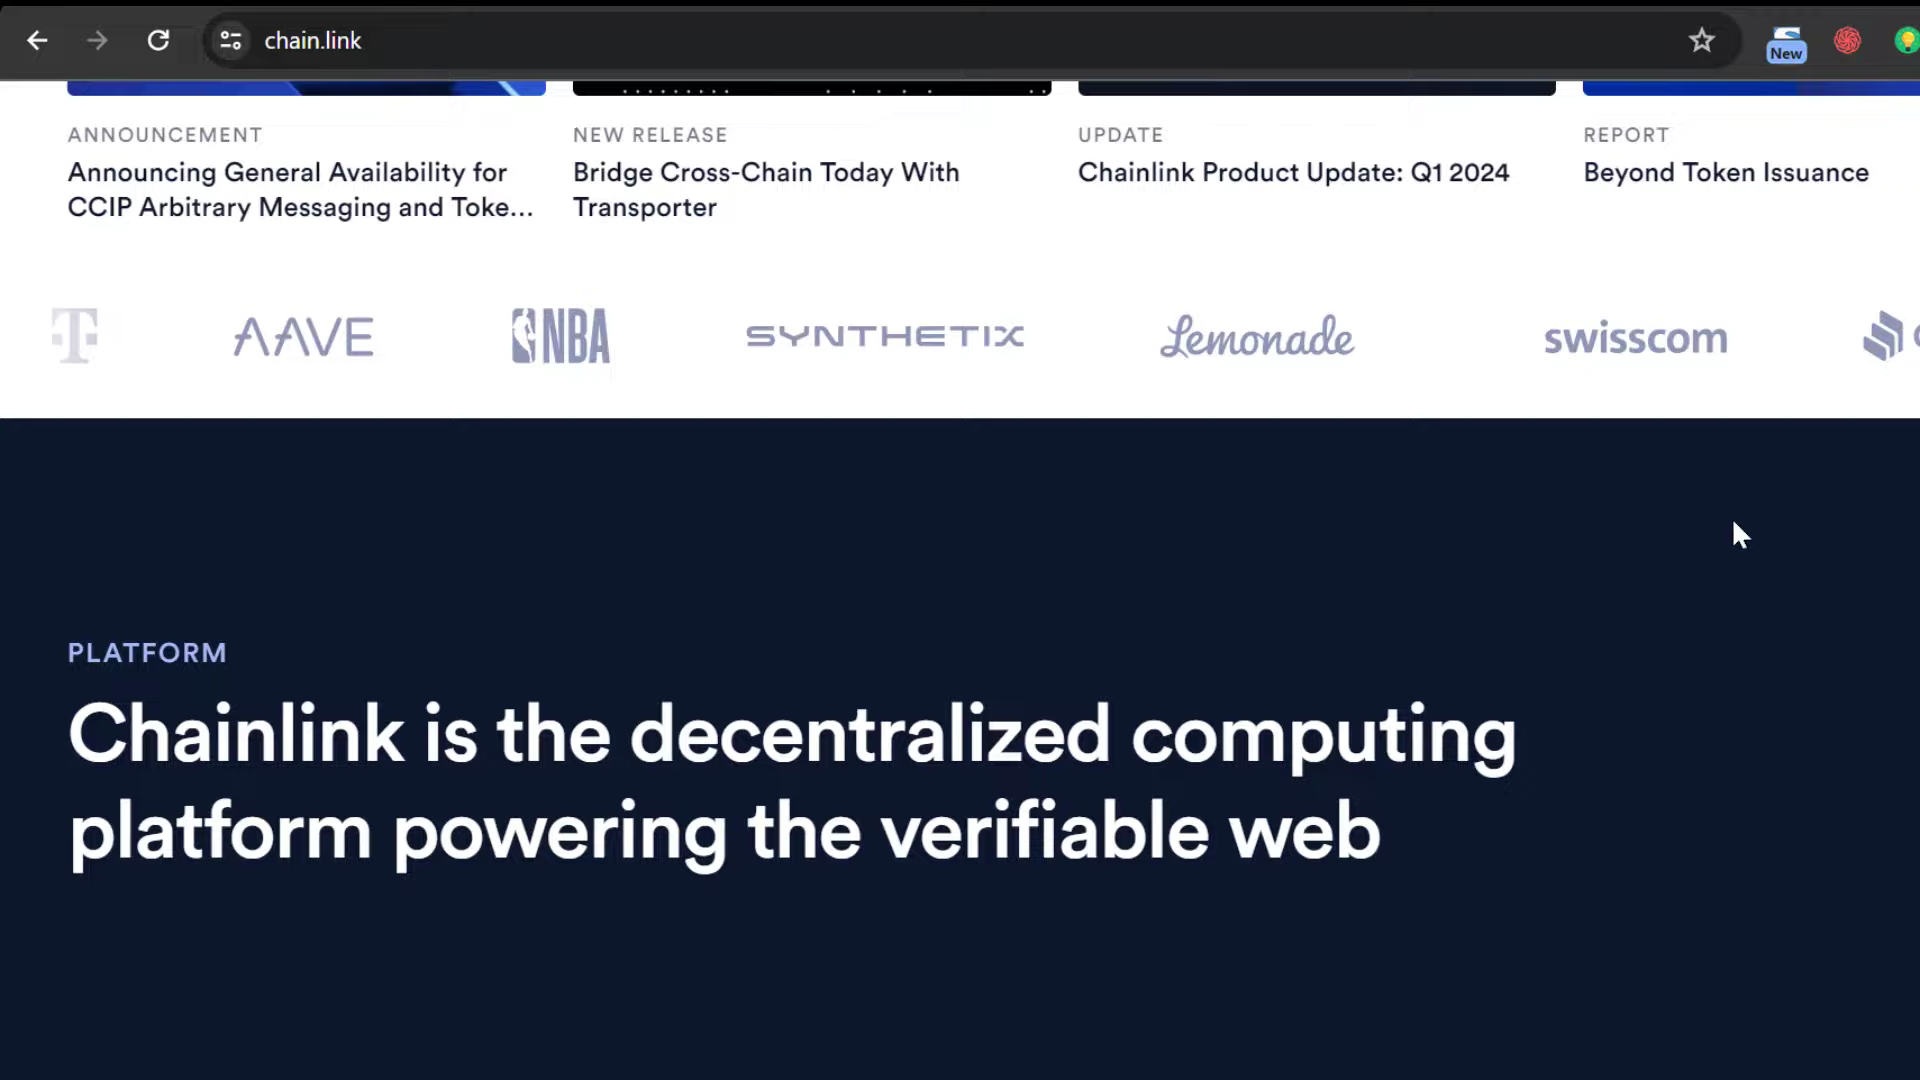 chain.link
New
ANNOUNCEMENT
Announcing General Availability for
CCIP Arbitrary Messaging and Toke...
NEW RELEASE
Bridge Cross-Chain Today With
Transporter
UPDATE
Chainlink Product Update: Q1 2024
REPORT
Beyond Token Issuance
T
AAVE
NBA
SYNTHETIX
Lemonade
swisscom
PLATFORM
Chainlink is the decentralized computing
platform powering the verifiable web